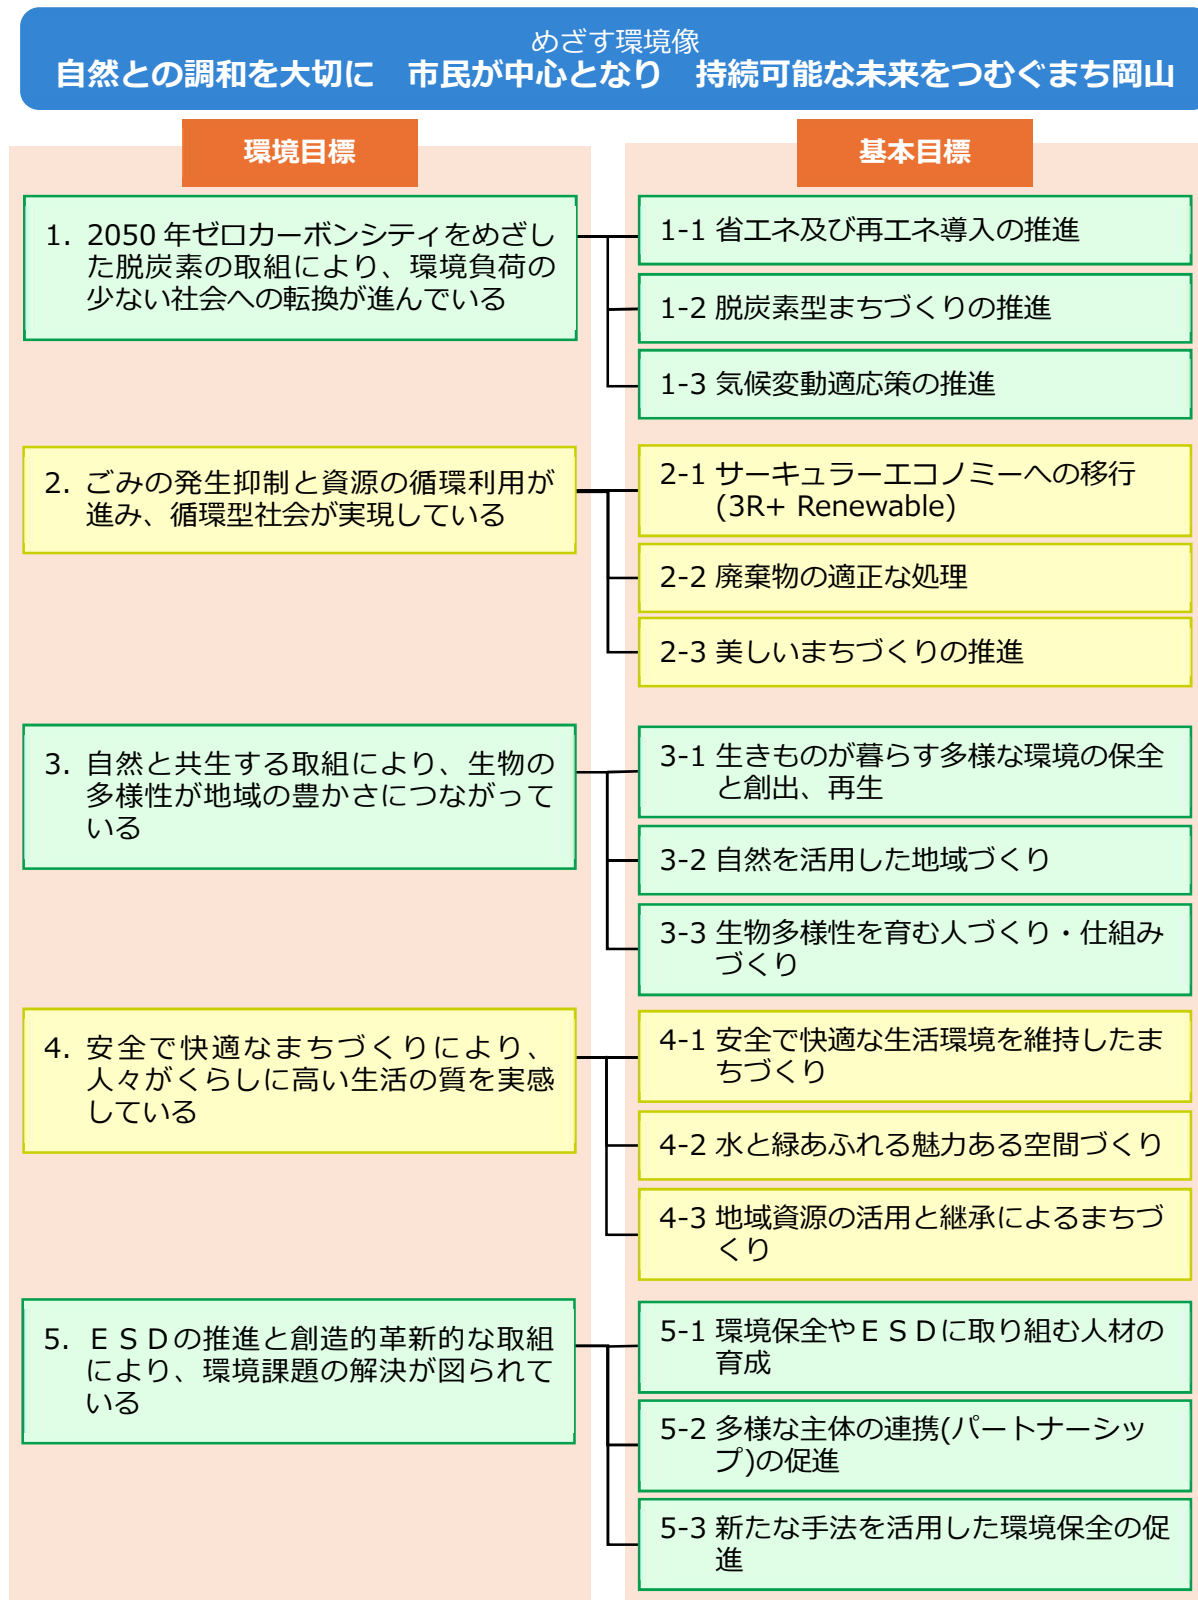 めざす環境像
自然との調和を大切に　市民が中心となり　持続可能な未来をつむぐまち岡山
環境目標
基本目標
1. 2050 年ゼロカーボンシティをめざし
た脱炭素の取組により、環境負荷の
少ない社会への転換が進んでいる
1-1 省エネ及び再エネ導入の推進
1-2 脱炭素型まちづくりの推進
1-3 気候変動適応策の推進
2. ごみの発生抑制と資源の循環利用が
進み、循環型社会が実現している
2-1 サーキュラーエコノミーへの移行
(3R+ Renewable)
2-2 廃棄物の適正な処理
2-3 美しいまちづくりの推進
3. 自然と共生する取組により、生物の
多様性が地域の豊かさにつながって
いる
3-1 生きものが暮らす多様な環境の保全
と創出、再生
3-2 自然を活用した地域づくり
3-3 生物多様性を育む人づくり・仕組み
づくり
4. 安全で快適なまちづくりにより、
人々がくらしに高い生活の質を実感
している
4-1 安全で快適な生活環境を維持したま
ちづくり
4-2 水と緑あふれる魅力ある空間づくり
4-3 地域資源の活用と継承によるまちづ
くり
5. ＥＳＤの推進と創造的革新的な取組
により、環境課題の解決が図られて
いる
5-1 環境保全やＥＳＤに取り組む人材の
育成
5-2 多様な主体の連携(パートナーシッ
プ)の促進
5-3 新たな手法を活用した環境保全の促
進